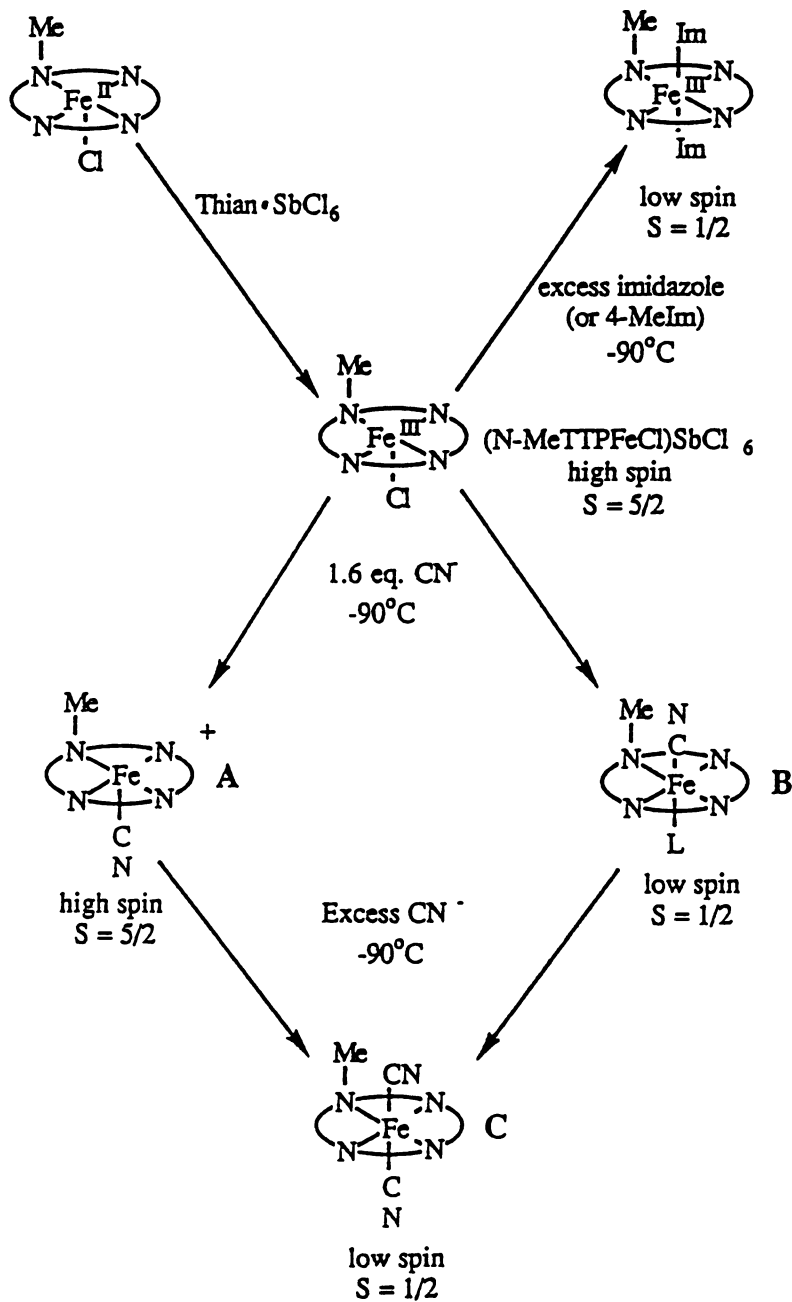 Me
N
N
Fe
II
N
N
Cl
Me
Im
N
N
Fe
III
N
N
Im
low spin
S = 1/2
Thian•SbCl6
excess imidazole
(or 4-MeIm)
-90°C
Me
N
N
Fe
III
N
N
Cl
(N-MeTTPFeCl)SbCl 6
high spin
S = 5/2
1.6 eq. CN-
-90°C
Me
+
N
N
Fe
A
N
N
C
N
high spin
S = 5/2
Me
N
C
N
N
Fe
B
N
N
L
low spin
S = 1/2
Excess CN -
-90°C
Me
CN
N
N
Fe
C
N
N
C
N
low spin
S = 1/2